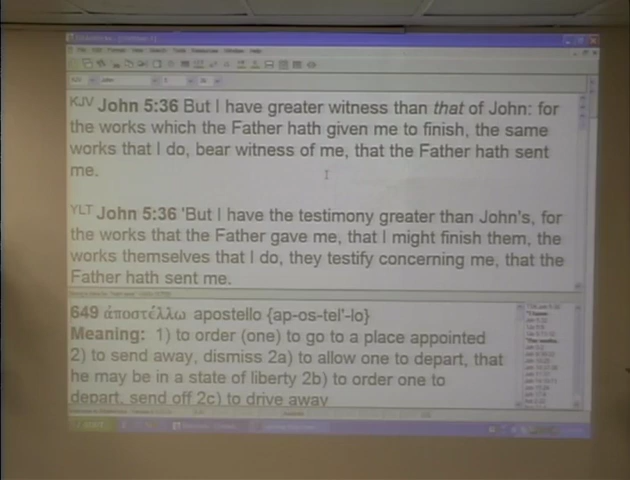 KJV John 5:36 But I have greater witness than that of John: for
the works which the Father hath given me to finish, the same
works that I do, bear witness of me, that the Father hath sent
me.
YLT John 5:36 'But I have the testimony greater than John's, for
the works that the Father gave me, that I might finish them, the
works themselves that I do, they testify concerning me, that the
Father hath sent me.
649 ἀποστέλλω apostello {ap-os-tel'-lo}
Meaning: 1) to order (one) to go to a place appointed
2) to send away, dismiss 2a) to allow one to depart, that
he may be in a state of liberty 2b) to order one to
depart, send off 2c) to drive away